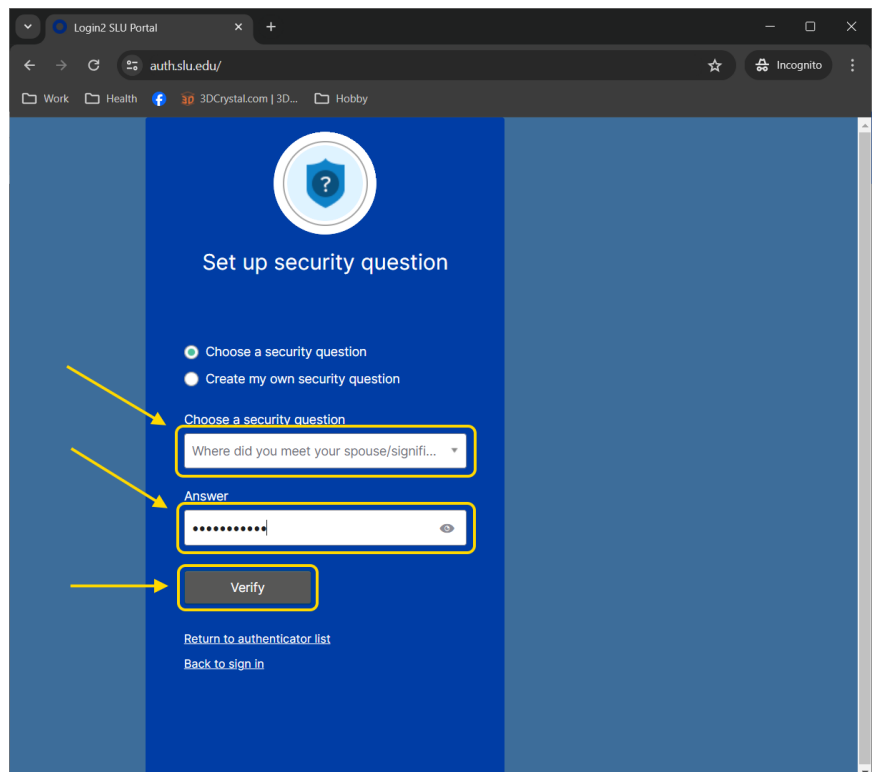 Login2 SLU Portal
auth.slu.edu/
Incognito
Work Health 3DCrystal.com | 3D... Hobby
?
Set up security question
Choose a security question
Create my own security question
Choose a security question
Where did you meet your spouse/signifi...
Answer
•••••••••••
Verify
Return to authenticator list
Back to sign in